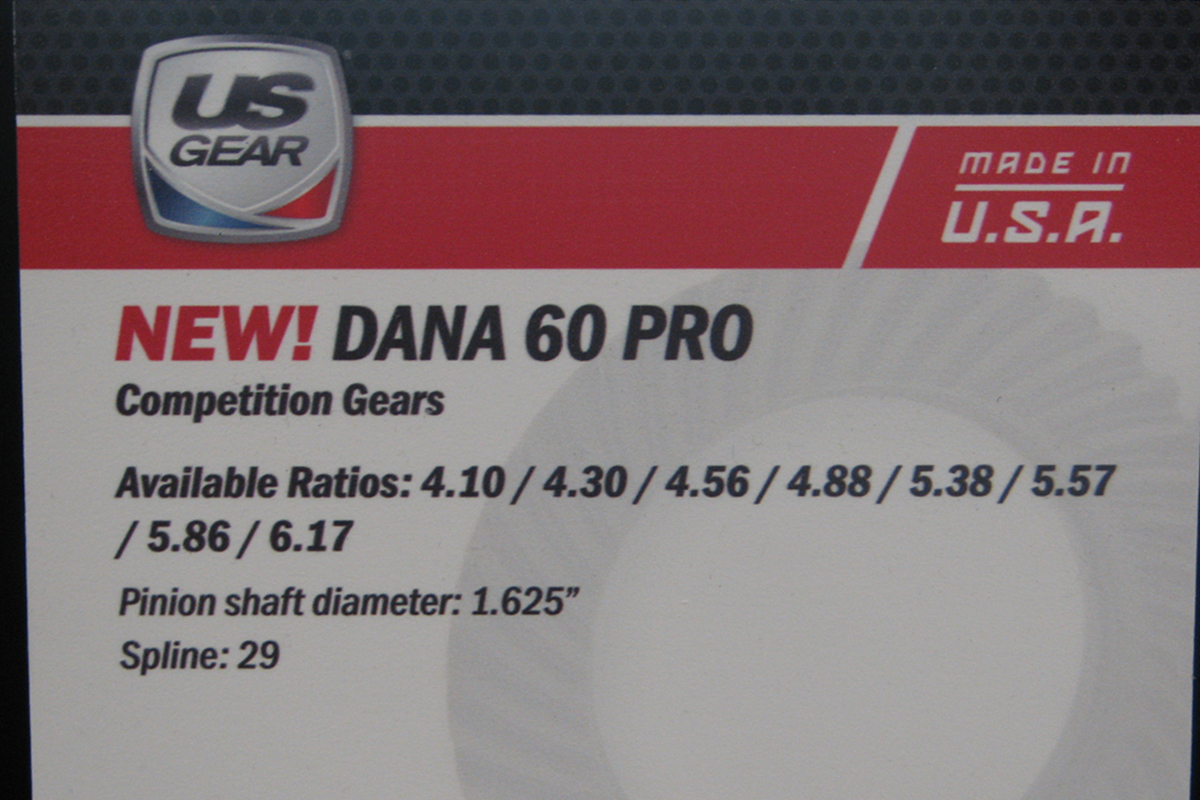 US
GEAR
MADE IN
U.S.A.
NEW! DANA 60 PRO
Competition Gears
Available Ratios: 4.10 / 4.30 / 4.56 / 4.88 / 5.38 / 5.57
/ 5.86 / 6.17
Pinion shaft diameter: 1.625”
Spline: 29